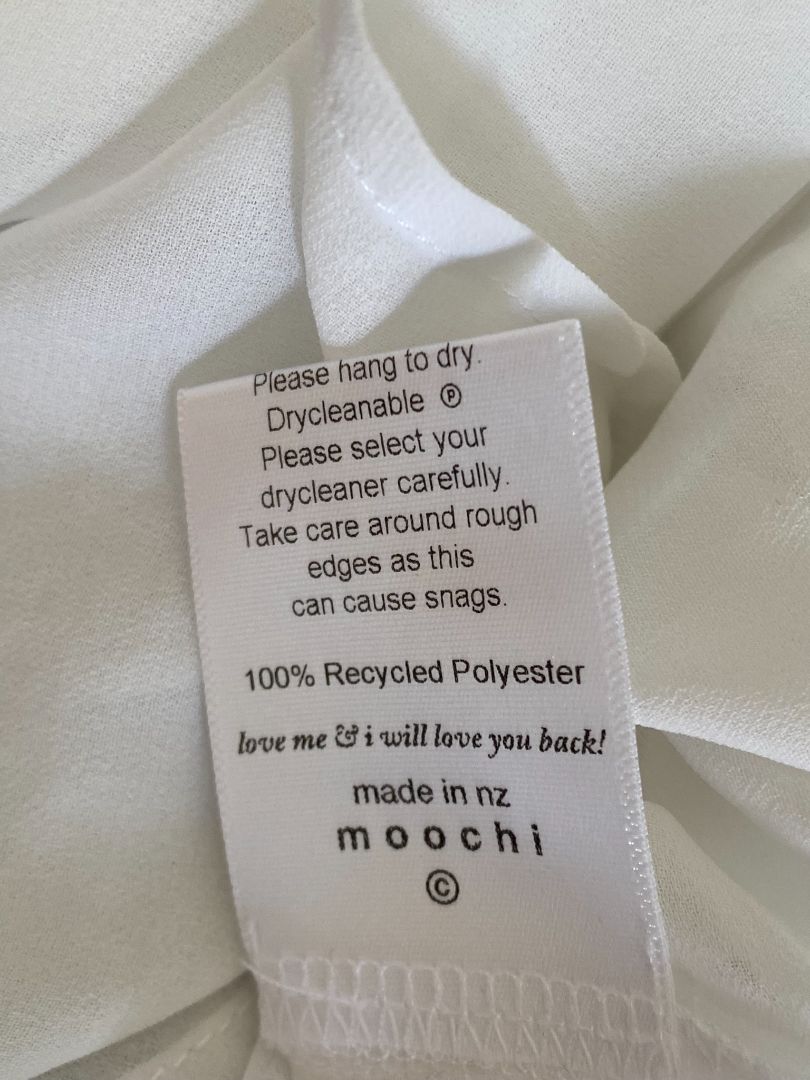 Please hang to dry.
Drycleanable Ⓟ
Please select your
drycleaner carefully.
Take care around rough
edges as this
can cause snags.
100% Recycled Polyester
love me & i will love you back!
made in nz
moochi
©